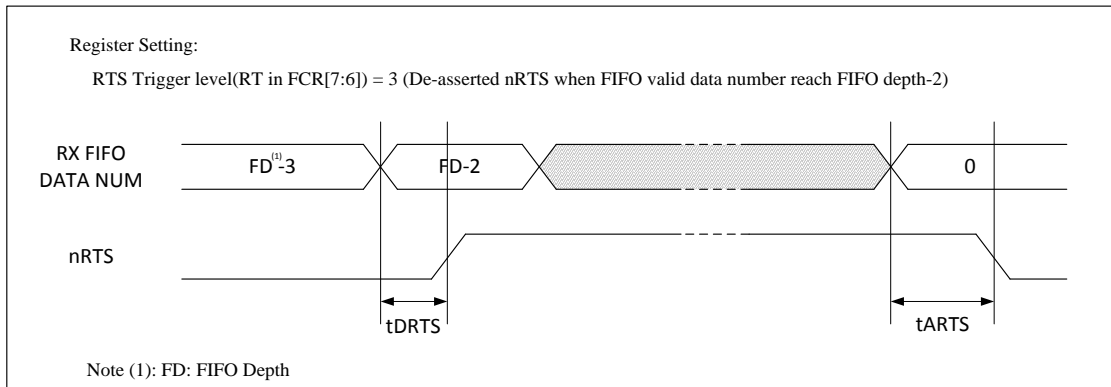 Register Setting:
RTS Trigger level(RT in FCR[7:6]) = 3 (De-asserted nRTS when FIFO valid data number reach FIFO depth-2)
RX FIFO
DATA NUM
FD(1)-3
FD-2
0
nRTS
tDRTS
tARTS
Note (1): FD: FIFO Depth